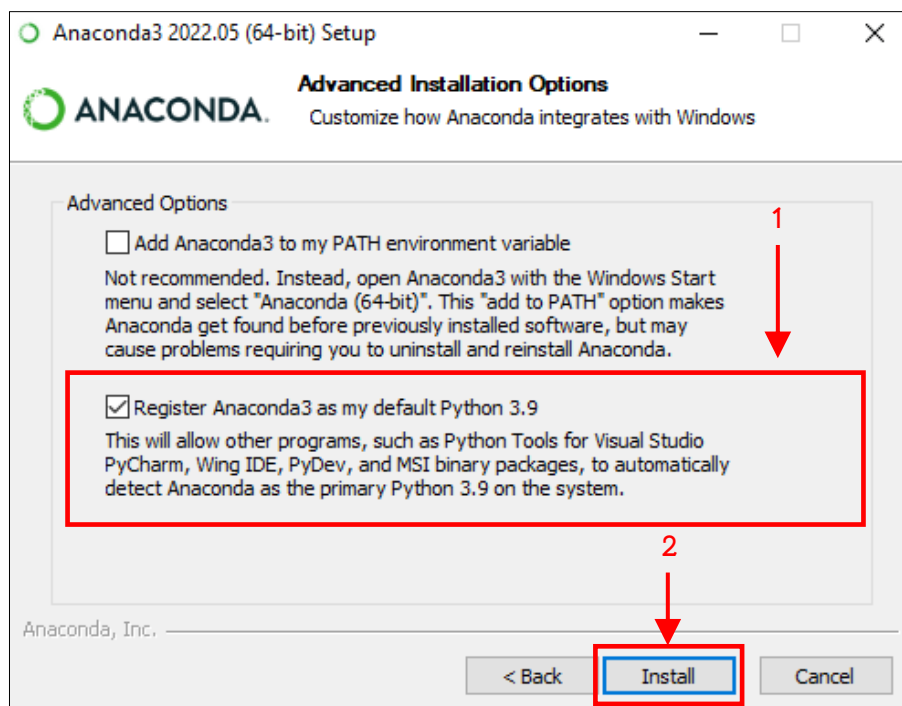 Anaconda3 2022.05 (64-bit) Setup
ANACONDA.
Advanced Installation Options
Customize how Anaconda integrates with Windows
Advanced Options
1
Add Anaconda3 to my PATH environment variable
Not recommended. Instead, open Anaconda3 with the Windows Start
menu and select "Anaconda (64-bit)". This "add to PATH" option makes
Anaconda get found before previously installed software, but may
cause problems requiring you to uninstall and reinstall Anaconda.
Register Anaconda3 as my default Python 3.9
This will allow other programs, such as Python Tools for Visual Studio
PyCharm, Wing IDE, PyDev, and MSI binary packages, to automatically
detect Anaconda as the primary Python 3.9 on the system.
2
Anaconda, Inc.
< Back
Install
Cancel